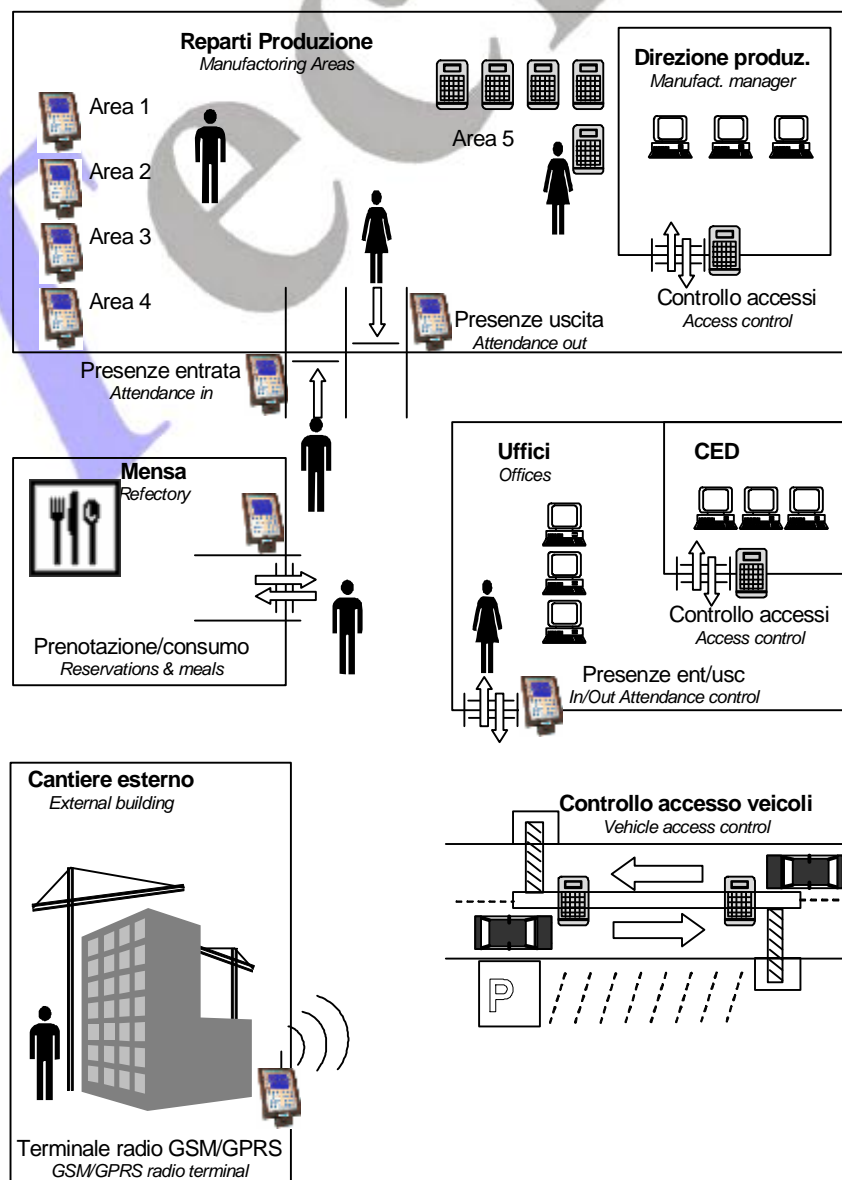 Reparti Produzione
Manufactoring Areas
Direzione produz.
Manufact. manager
Area 1
Area 2
Area 3
Area 4
Area 5
Controllo accessi
Access control
Presenze uscita
Attendance out
Presenze entrata
Attendance in
Mensa
Refectory
Prenotazione/consumo
Reservations & meals
Uffici
Offices
CED
Controllo accessi
Access control
Presenze ent/usc
In/Out Attendance control
Cantiere esterno
External building
Terminale radio GSM/GPRS
GSM/GPRS radio terminal
Controllo accesso veicoli
Vehicle access control
P